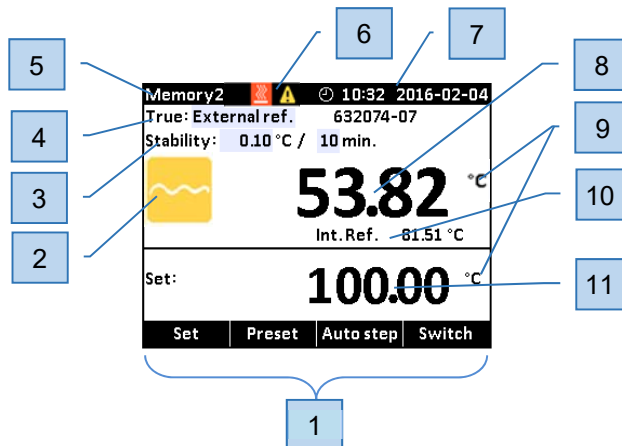 6
7
5
8
Memory2 10:32 2016-02-04
4
True: External ref. 632074-07
9
Stability: 0.10 °C / 10 min.
3
53.82 °C
10
Int. Ref. 81.51 °C
2
Set: 100.00 °C
11
Set Preset Auto step Switch
1